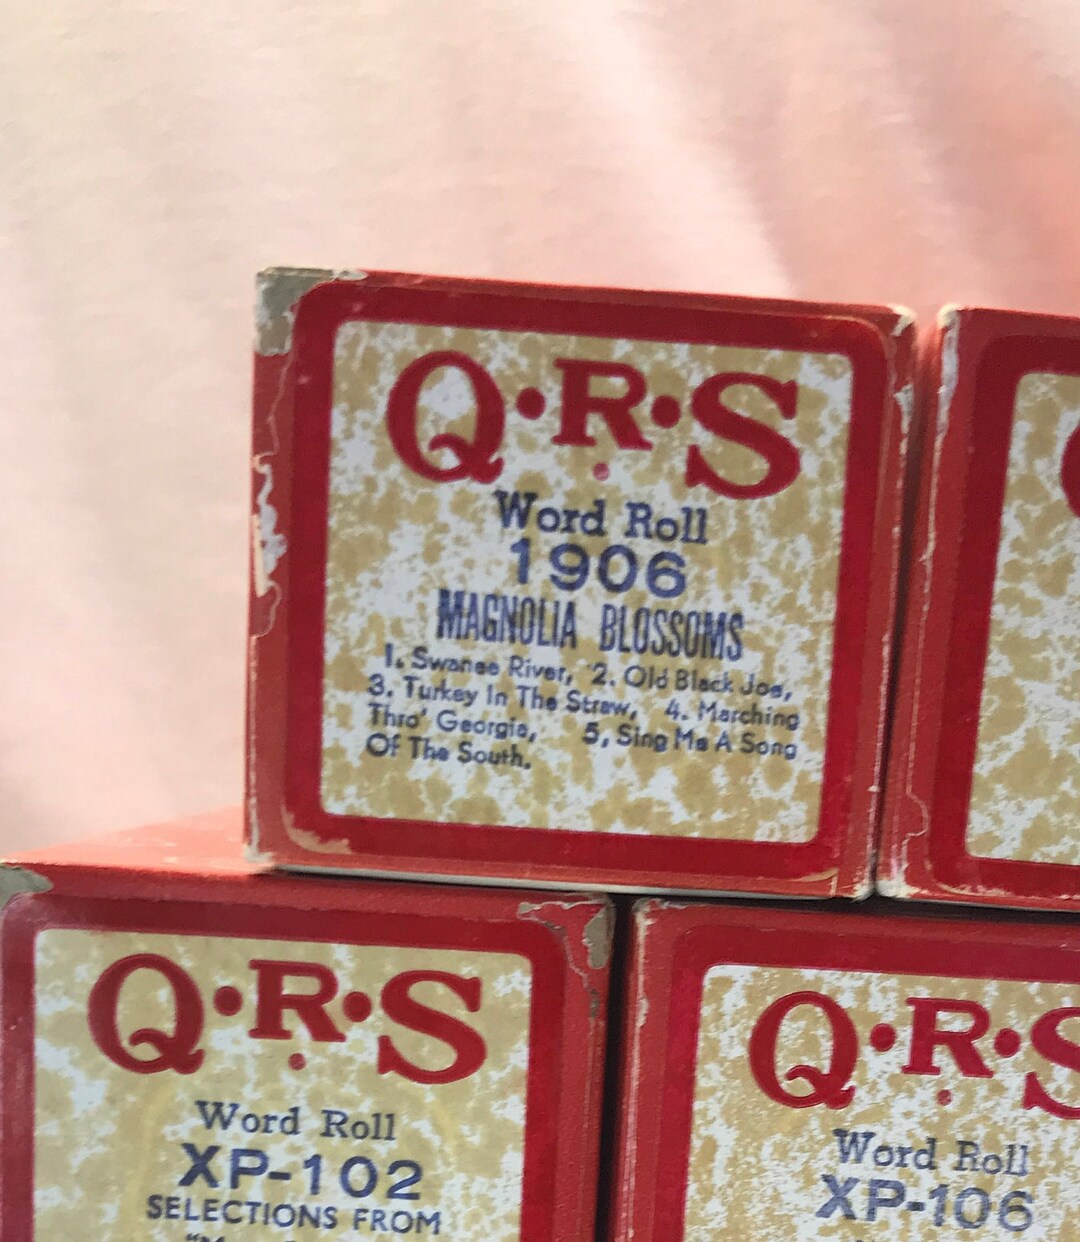 Q·R·S
Word Roll
1906
MAGNOLIA BLOSSOMS
1. Swanee River, 2. Old Black Joe,
3. Turkey In The Straw, 4. Marching
Thro' Georgia, 5, Sing Me A Song
Of The South.
Q·R·S
Word Roll
XP-102
SELECTIONS FROM
Q·R·S
Word Roll
XP-106